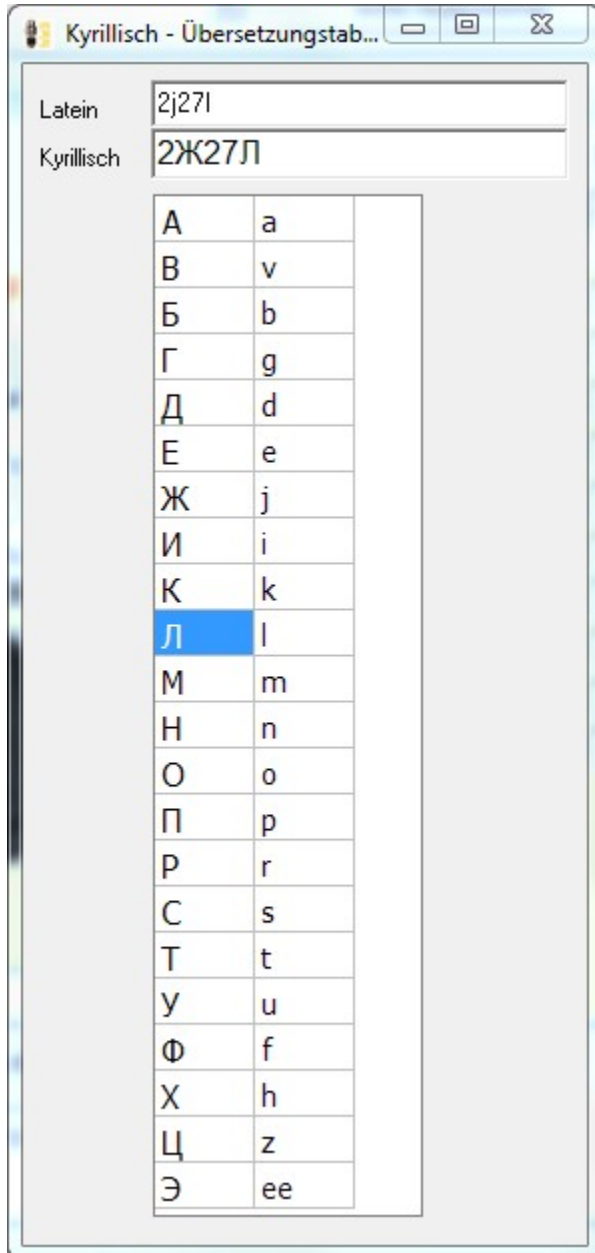 Kyrillisch - Übersetzungstab...
Latein 2j27l
Kyrillisch 2Ж27Л
А a
В v
Б b
Г g
Д d
Е e
Ж j
И i
К k
Л l
М m
Н n
О o
П p
Р r
С s
Т t
У u
Ф f
Х h
Ц z
Э ee